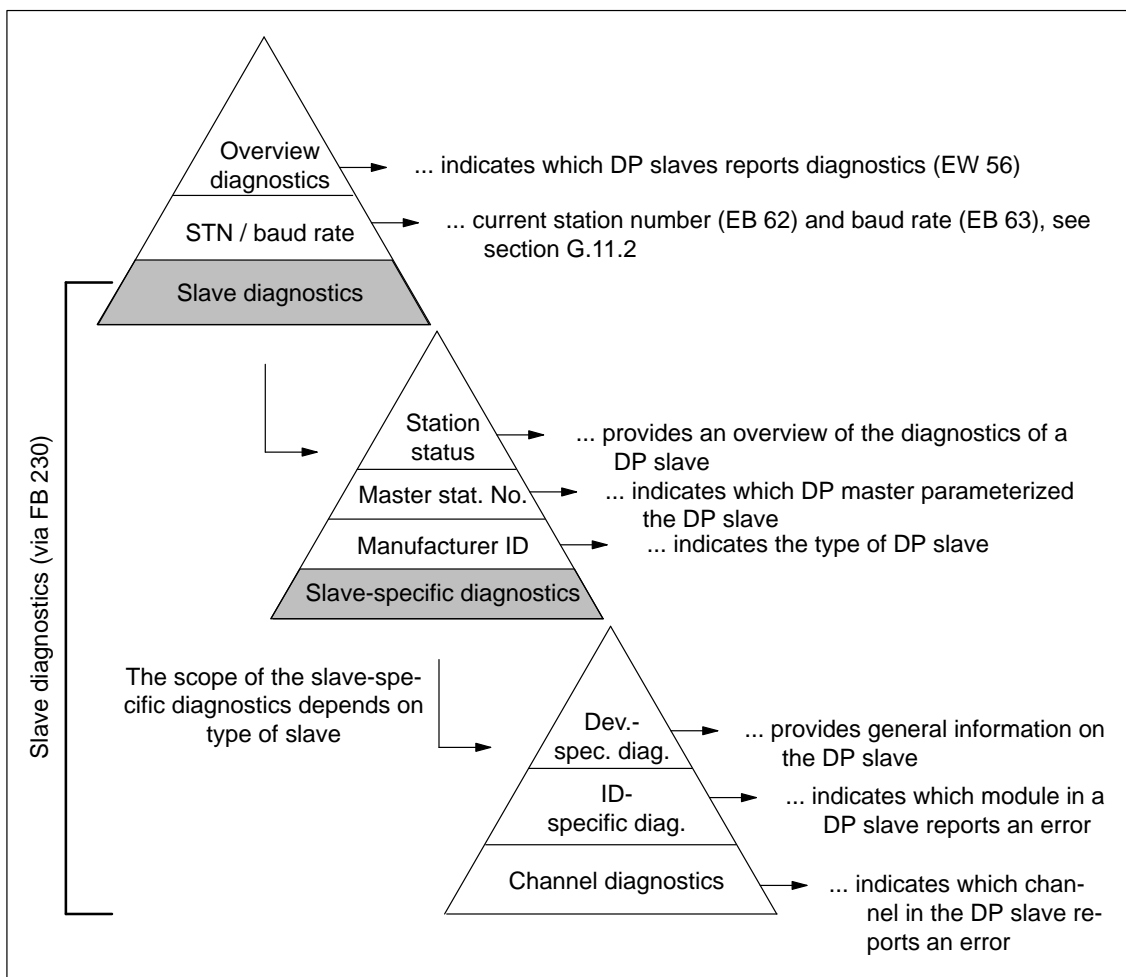 Overview
diagnostics
... indicates which DP slaves reports diagnostics (EW 56)
STN / baud rate
... current station number (EB 62) and baud rate (EB 63), see
section G.11.2
Slave diagnostics
Slave diagnostics (via FB 230)
Station
status
... provides an overview of the diagnostics of a
DP slave
Master stat. No.
... indicates which DP master parameterized
the DP slave
Manufacturer ID
... indicates the type of DP slave
Slave-specific diagnostics
The scope of the slave-spe-
cific diagnostics depends on
type of slave
Dev.-
spec. diag.
... provides general information on
the DP slave
ID-
specific diag.
... indicates which module in a
DP slave reports an error
Channel diagnostics
... indicates which chan-
nel in the DP slave re-
ports an error